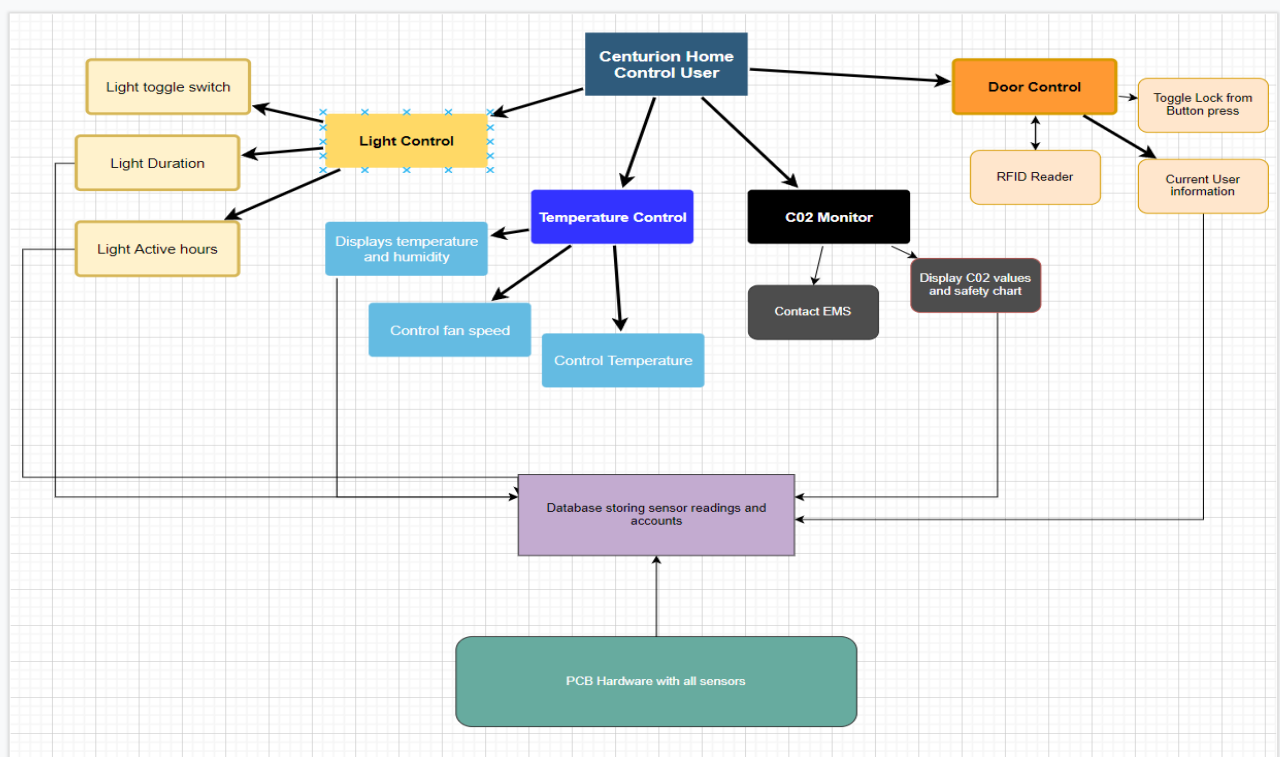 Centurion Home
Control User
Light toggle switch
Door Control
Toggle Lock from
Button press
Light Control
Light Duration
RFID Reader
Current User
information
Temperature Control
C02 Monitor
Light Active hours
Displays temperature
and humidity
Display C02 values
and safety chart
Contact EMS
Control fan speed
Control Temperature
Database storing sensor readings and
accounts
PCB Hardware with all sensors